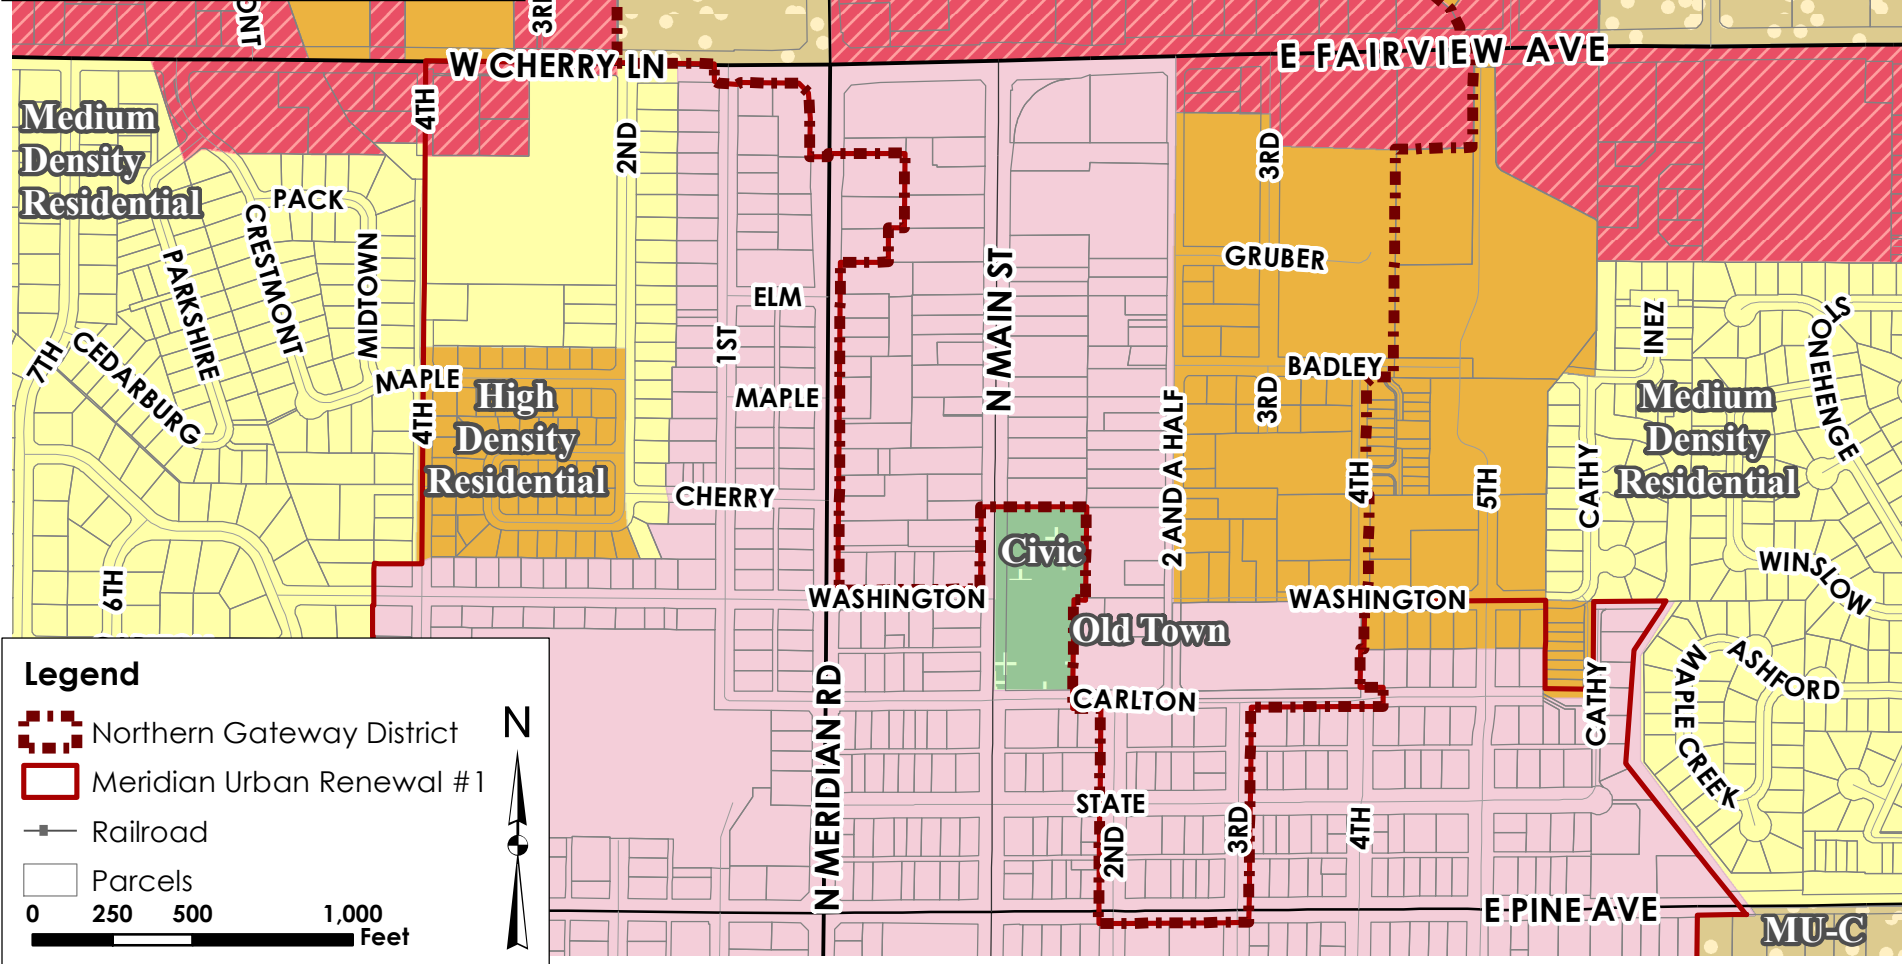 3RD
W CHERRY LN
E FAIRVIEW AVE
4TH
Medium
Density
Residential
2ND
3RD
PACK
CRESTMONT
PARKSHIRE
MIDTOWN
GRUBER
ELM
N MAIN ST
1ST
INEZ
STONEHENGE
7TH
CEDARBURG
MAPLE
4TH
High
Density
Residential
MAPLE
BADLEY
3RD
2 AND A HALF
Medium
Density
Residential
CATHY
CHERRY
4TH
5TH
Civic
6TH
WASHINGTON
WASHINGTON
WINSLOW
Old Town
CARLTON
N MERIDIAN RD
CATHY
MAPLE CREEK
ASHFORD
STATE
2ND
3RD
4TH
E PINE AVE
MU-C
Legend
Northern Gateway District
Meridian Urban Renewal #1
Railroad
Parcels
N
0 250 500 1,000
Feet